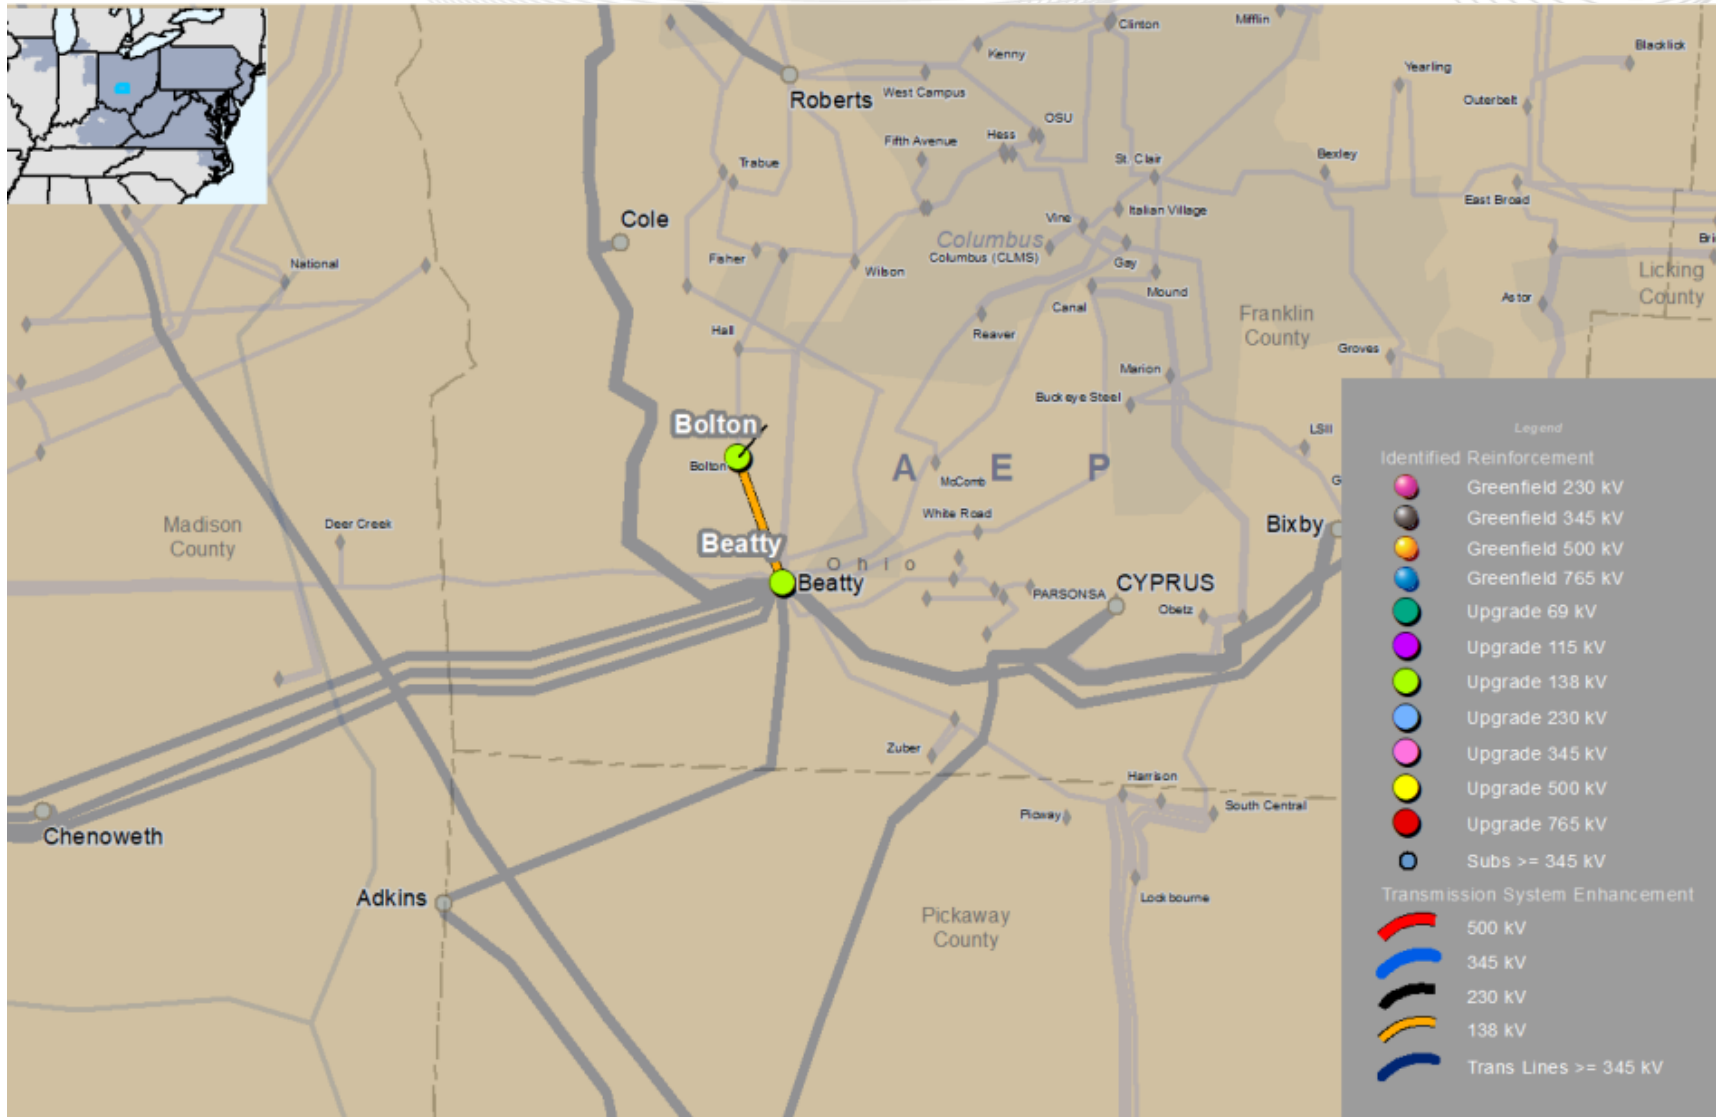 Clinton
Mifflin
Kenny
Blacklick
Yearling
Roberts
West Campus
Outerbelt
OSU
Hess
Fifth Avenue
Trabue
St. Clair
Bexley
East Broad
Cole
Vine
Italian Village
Columbus
Columbus (CLMS)
Fisher
Wilson
Gay
National
Bri
Licking
County
Mound
Canal
Astor
Franklin
County
Hall
Reaver
Groves
Marion
Buckeye Steel
Bolton
LSII
Bolton
A E P
McComb
G
White Road
Madison
County
Deer Creek
Bixby
Beatty
Ohio
Beatty
PARSONSA
CYPRUS
Obetz
Zuber
Harrison
South Central
Picway
Chenoweth
Adkins
Lockbourne
Pickaway
County
Legend
Identified Reinforcement
Greenfield 230 kV
Greenfield 345 kV
Greenfield 500 kV
Greenfield 765 kV
Upgrade 69 kV
Upgrade 115 kV
Upgrade 138 kV
Upgrade 230 kV
Upgrade 345 kV
Upgrade 500 kV
Upgrade 765 kV
Subs >= 345 kV
Transmission System Enhancement
500 kV
345 kV
230 kV
138 kV
Trans Lines >= 345 kV